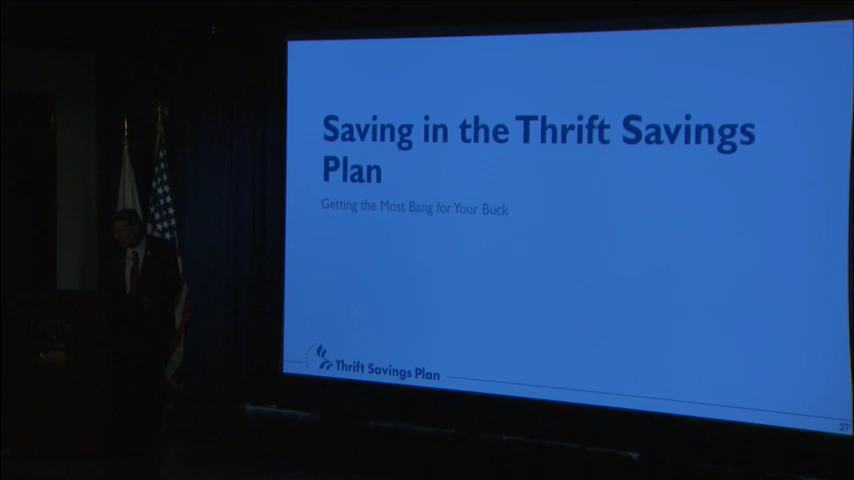 Saving in the Thrift Savings
Plan
Getting the Most Bang for Your Buck
Thrift Savings Plan
27